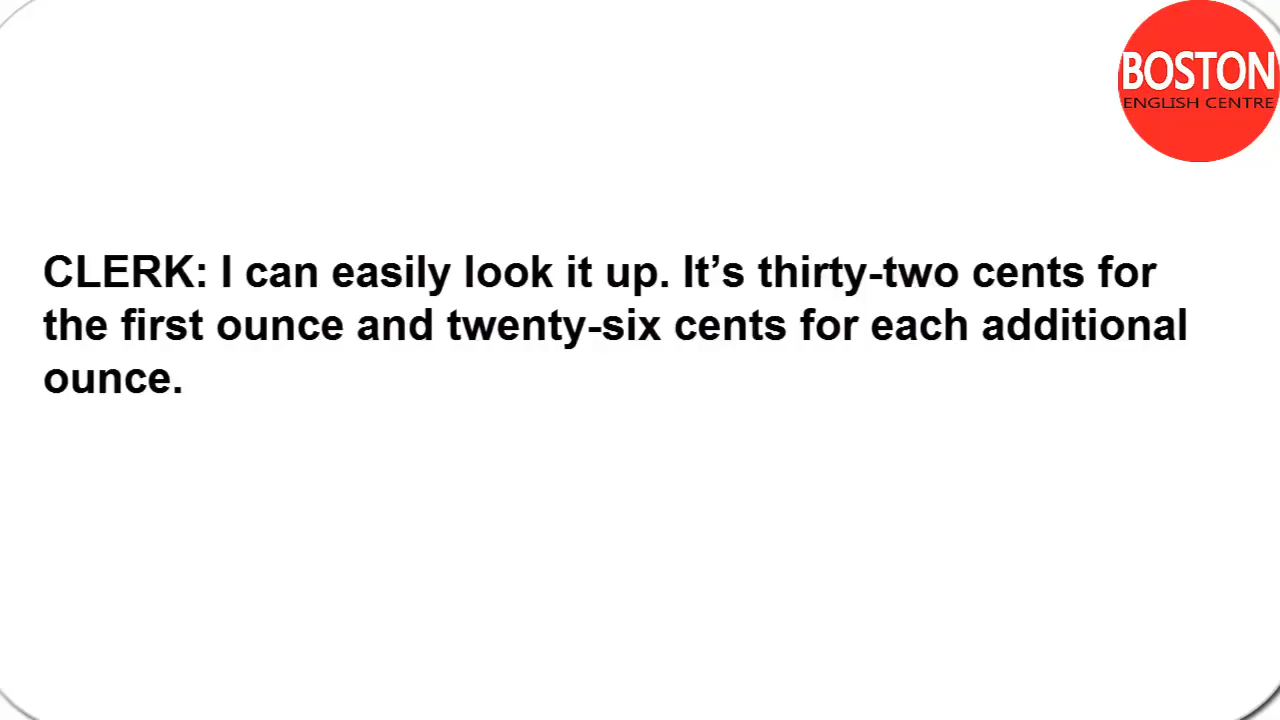 BOSTON
ENGLISH CENTRE
CLERK: I can easily look it up. It’s thirty-two cents for
the first ounce and twenty-six cents for each additional
ounce.